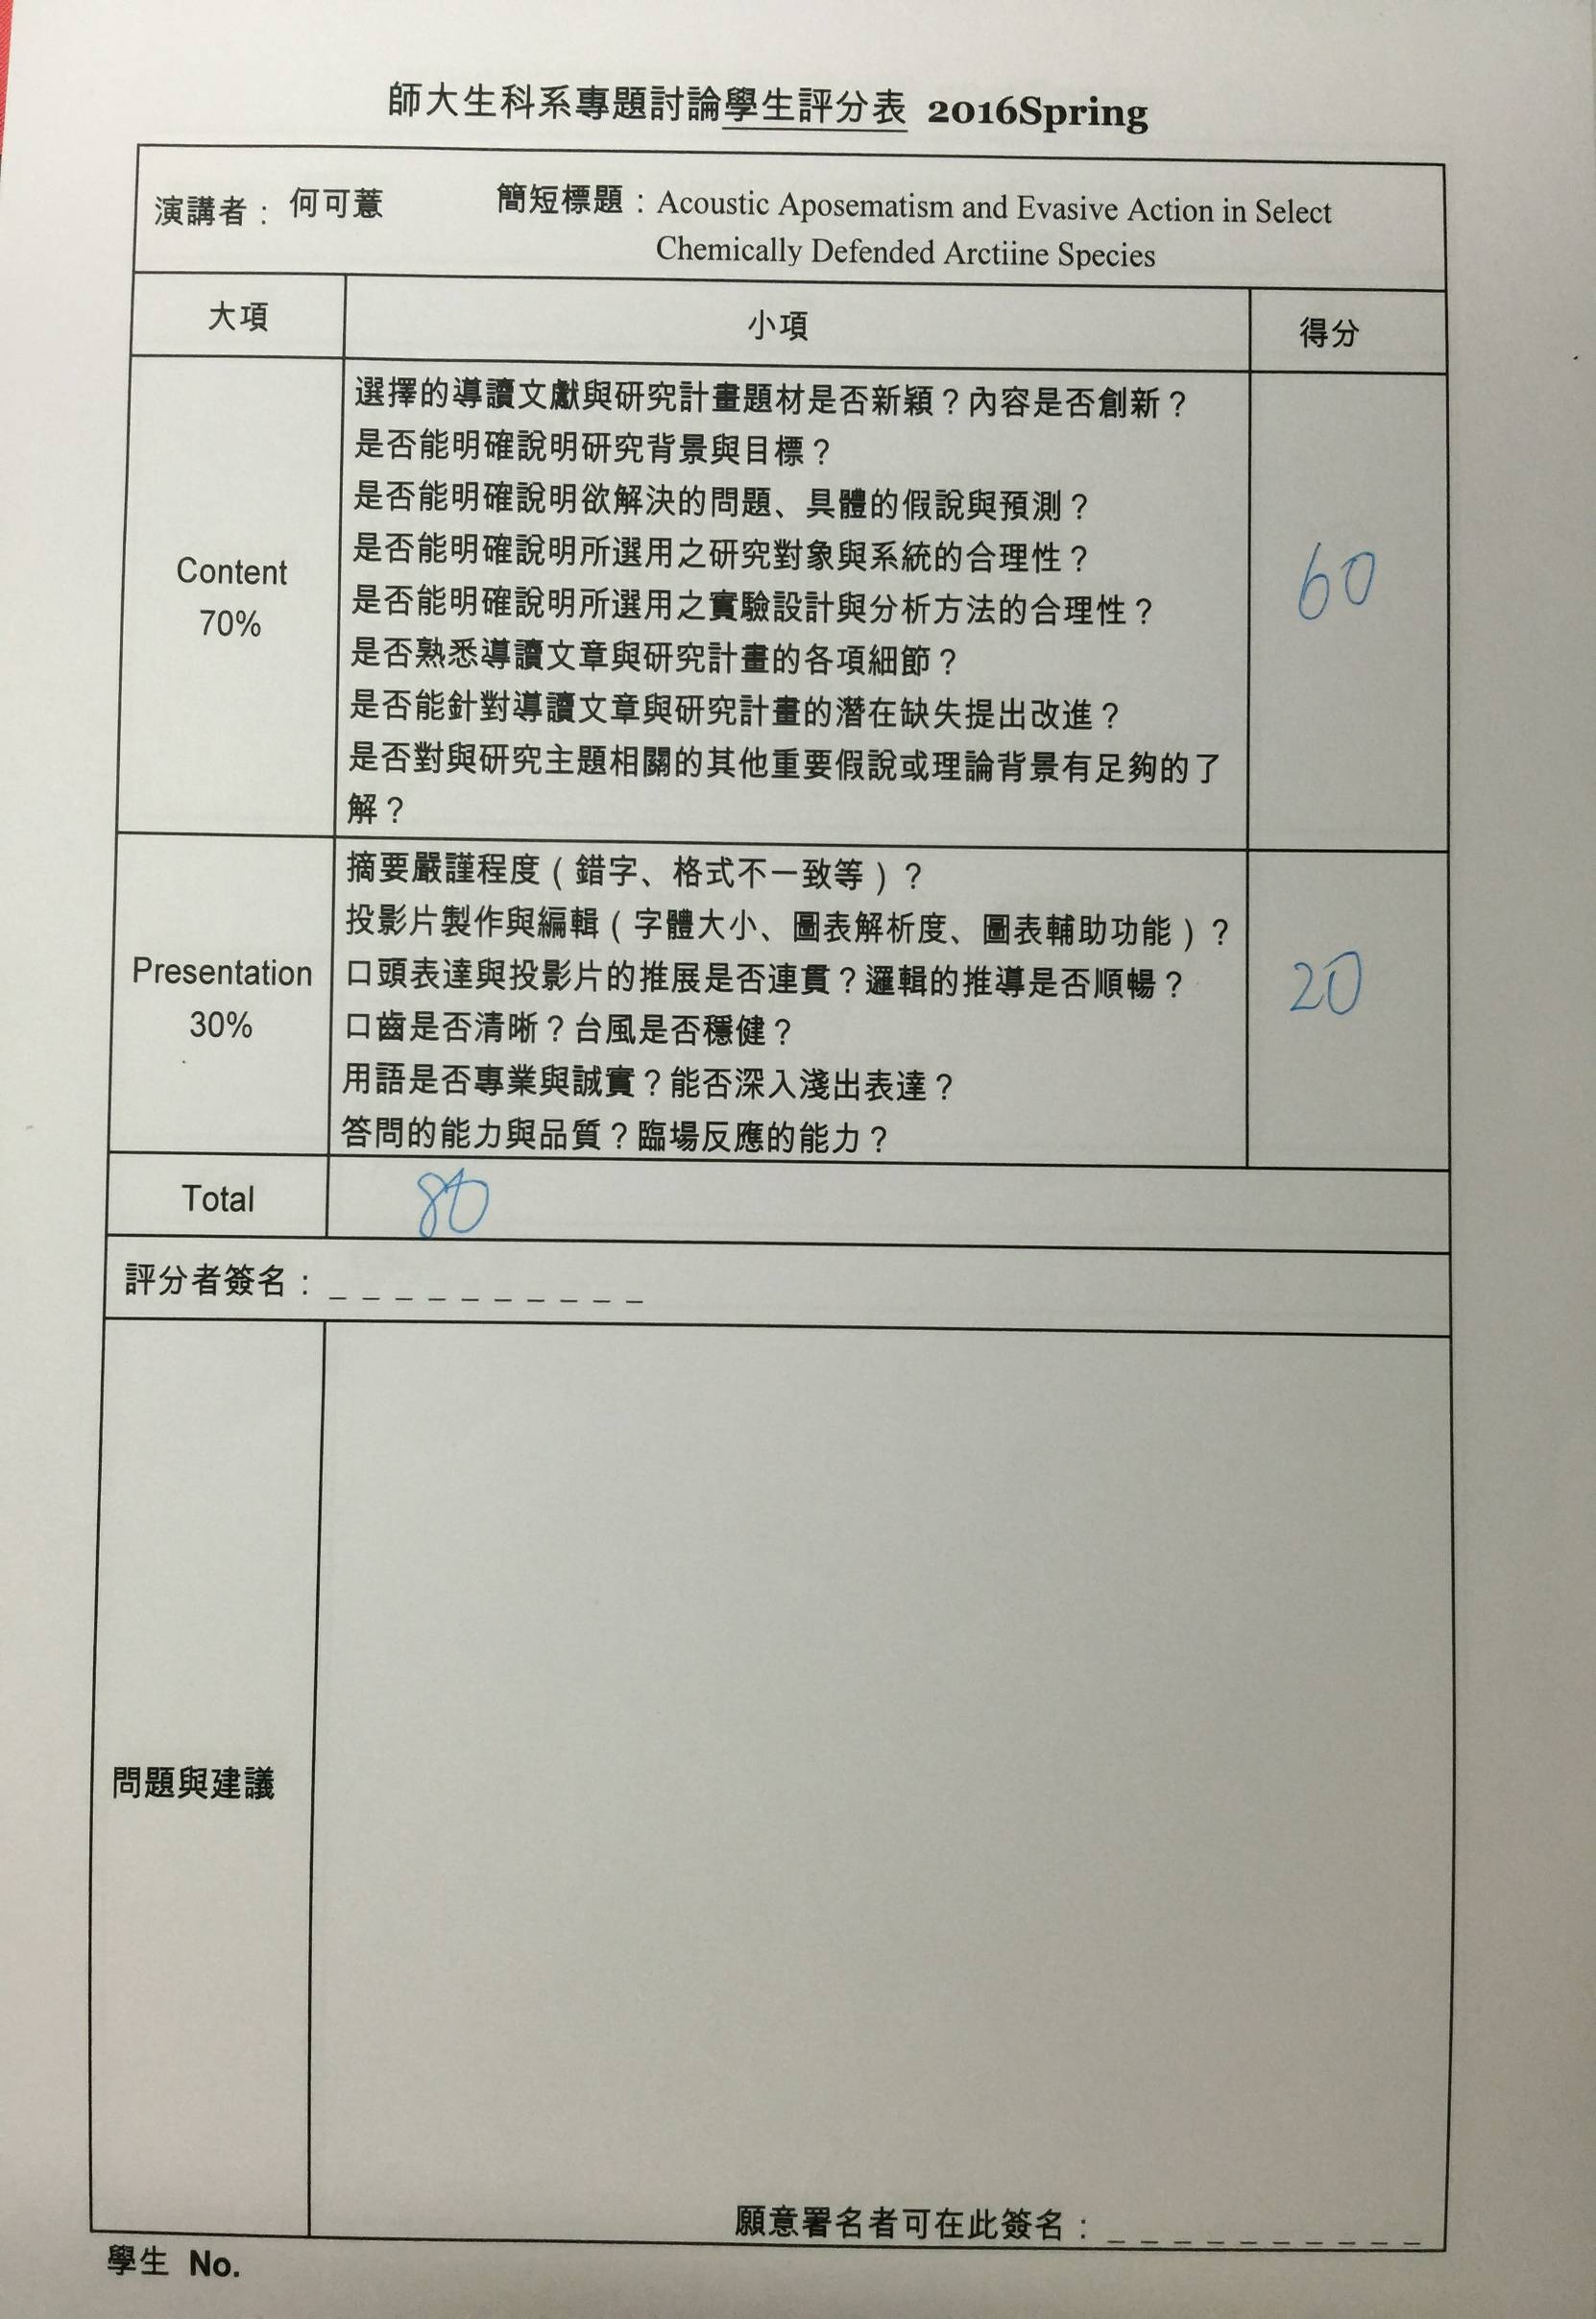 師大生科系專題討論學生評分表 2016Spring
演講者： 何可薏 簡短標題：Acoustic Aposematism and Evasive Action in Select
Chemically Defended Arctiine Species
大項 小項 得分
選擇的導讀文獻與研究計畫題材是否新穎？內容是否創新？
是否能明確說明研究背景與目標？
是否能明確說明欲解決的問題、具體的假說與預測？
是否能明確說明所選用之研究對象與系統的合理性？
Content
70%
是否能明確說明所選用之實驗設計與分析方法的合理性？
是否熟悉導讀文章與研究計畫的各項細節？
是否能針對導讀文章與研究計畫的潛在缺失提出改進？
是否對與研究主題相關的其他重要假說或理論背景有足夠的了
解？
60
摘要嚴謹程度（錯字、格式不一致等）？
投影片製作與編輯（字體大小、圖表解析度、圖表輔助功能）？
Presentation
30%
口頭表達與投影片的推展是否連貫？邏輯的推導是否順暢？
口齒是否清晰？台風是否穩健？
用語是否專業與誠實？能否深入淺出表達？
答問的能力與品質？臨場反應的能力？
20
Total 80
評分者簽名：_ _ _ _ _ _ _ _ _ _
問題與建議
願意署名者可在此簽名：_ _ _ _ _ _ _ _ _ _
學生 No.